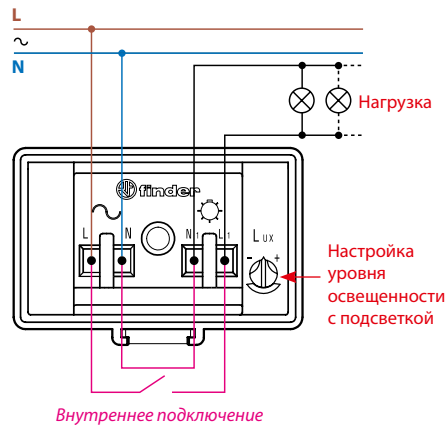 L
~
N
Нагрузка
finder
L N N1 L1 LUX
- +
Настройка
уровня
освещенности
с подсветкой
Внутреннее подключение